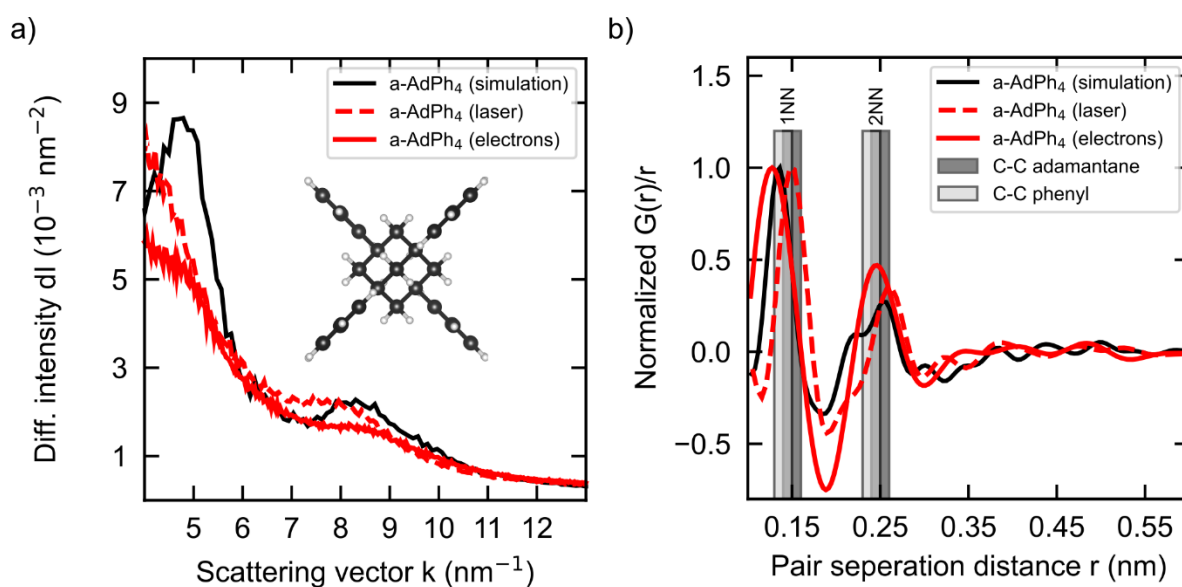 a)
Diff. intensity dI (10⁻³ nm⁻²)
9
7
5
3
1
a-AdPh₄ (simulation)
a-AdPh₄ (laser)
a-AdPh₄ (electrons)
5 6 7 8 9 10 11 12
Scattering vector k (nm⁻¹)
b)
Normalized G(r)/r
1.5
1.0
0.5
0.0
−0.5
1NN
2NN
a-AdPh₄ (simulation)
a-AdPh₄ (laser)
a-AdPh₄ (electrons)
C-C adamantane
C-C phenyl
0.15 0.25 0.35 0.45 0.55
Pair seperation distance r (nm)